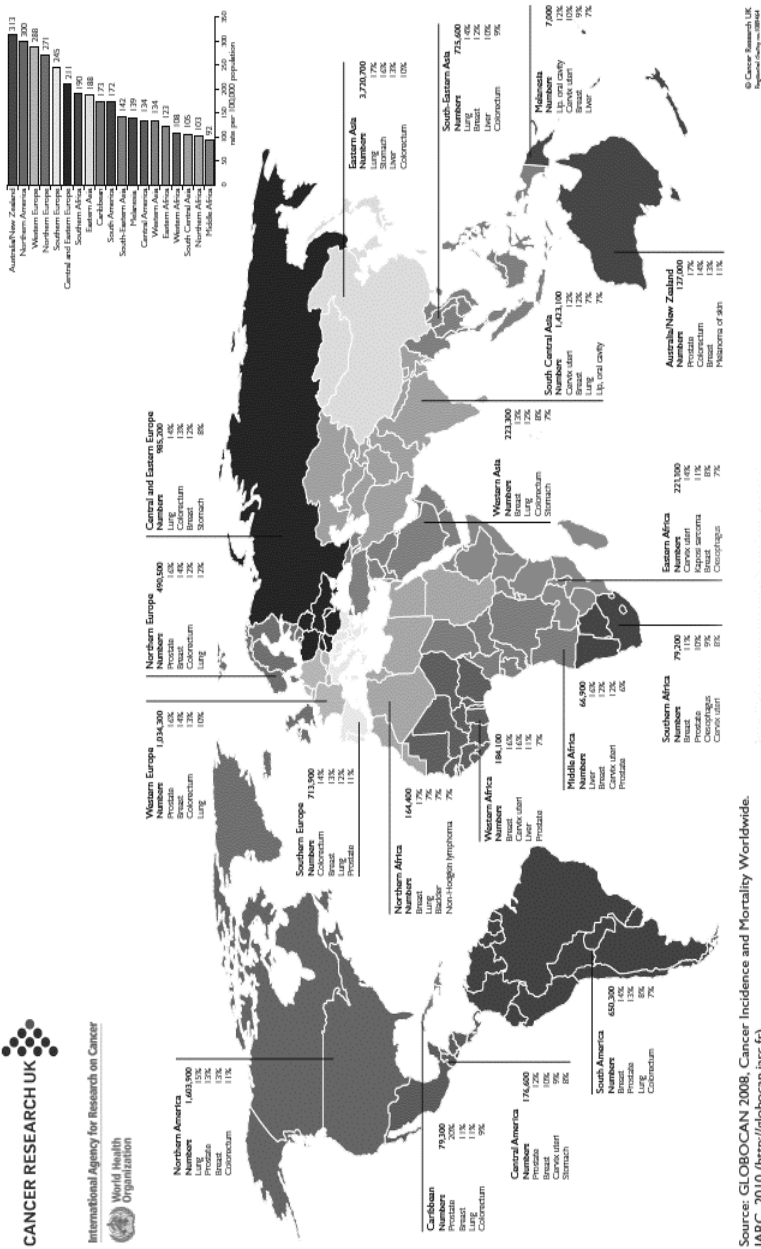 CANCER RESEARCH UK
International Agency for Research on Cancer
World Health
Organization
Australia/New Zealand 313
Northern America 300
Western Europe 288
Northern Europe 271
Southern Europe 245
Central and Eastern Europe 211
Southern Africa 190
Eastern Asia 188
Caribbean 173
South America 172
South-Eastern Asia 142
Melanesia 139
Central America 134
Western Asia 134
Eastern Africa 123
Western Africa 108
South Central Asia 105
Northern Africa 103
Middle Africa 92
0 50 100 150 200 250 300 350
rate per 100,000 population
Northern America
Numbers 1,603,900
Lung 15%
Prostate 13%
Breast 13%
Colorectum 11%
Western Europe
Numbers 1,034,300
Prostate 16%
Breast 14%
Colorectum 13%
Lung 10%
Northern Europe
Numbers 490,500
Prostate 16%
Breast 14%
Colorectum 12%
Lung 12%
Central and Eastern Europe
Numbers 985,200
Lung 14%
Colorectum 13%
Breast 12%
Stomach 8%
Eastern Asia
Numbers 3,720,700
Lung 17%
Stomach 16%
Liver 13%
Colorectum 10%
Southern Europe
Numbers 713,900
Colorectum 14%
Breast 13%
Lung 12%
Prostate 11%
Caribbean
Numbers 79,300
Prostate 20%
Breast 11%
Lung 11%
Colorectum 9%
Northern Africa
Numbers 164,400
Breast 17%
Lung 7%
Bladder 7%
Non-Hodgkin lymphoma 7%
South-Eastern Asia
Numbers 725,600
Lung 14%
Breast 12%
Liver 10%
Colorectum 9%
Central America
Numbers 176,600
Prostate 12%
Breast 10%
Cervix uteri 9%
Stomach 8%
Western Africa
Numbers 184,100
Breast 16%
Cervix uteri 16%
Liver 11%
Prostate 7%
Western Asia
Numbers 223,300
Breast 13%
Lung 12%
Colorectum 8%
Stomach 7%
South Central Asia
Numbers 1,423,100
Cervix uteri 12%
Breast 12%
Lung 7%
Lip, oral cavity 7%
Melanesia
Numbers 7,000
Lip, oral cavity 12%
Cervix uteri 10%
Breast 9%
Liver 7%
South America
Numbers 650,300
Breast 14%
Prostate 13%
Lung 8%
Colorectum 7%
Middle Africa
Numbers 66,900
Liver 16%
Breast 12%
Cervix uteri 12%
Prostate 6%
Southern Africa
Numbers 79,200
Breast 11%
Prostate 10%
Oesophagus 9%
Cervix uteri 8%
Eastern Africa
Numbers 221,100
Cervix uteri 14%
Kaposi sarcoma 11%
Breast 8%
Oesophagus 7%
Australia/New Zealand
Numbers 127,000
Prostate 17%
Colorectum 14%
Breast 13%
Melanoma of skin 11%
Source: GLOBOCAN 2008, Cancer Incidence and Mortality Worldwide.
IARC, 2010 (http://globocan.iarc.fr)
© Cancer Research UK